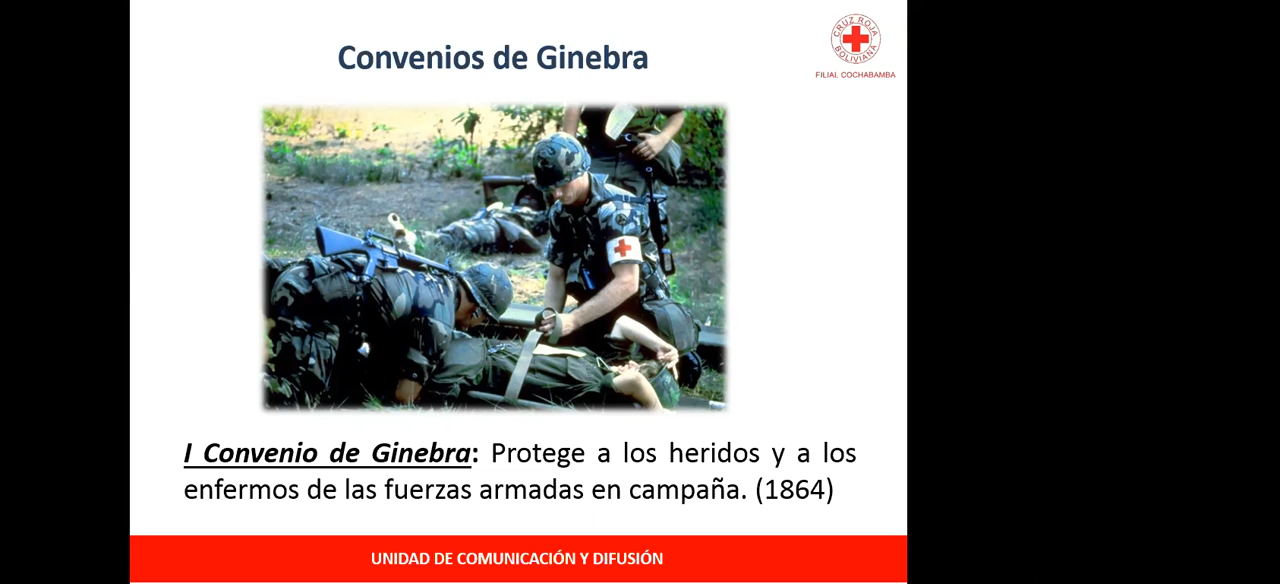 Convenios de Ginebra
CRUZ ROJA
BOLIVIANA
FILIAL COCHABAMBA
I Convenio de Ginebra: Protege a los heridos y a los
enfermos de las fuerzas armadas en campaña. (1864)
UNIDAD DE COMUNICACIÓN Y DIFUSIÓN